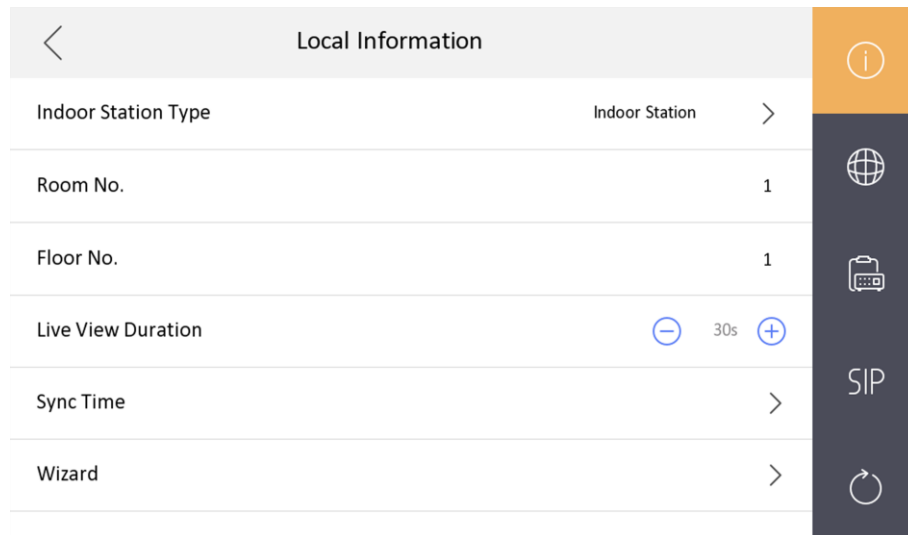 Local Information
Indoor Station Type Indoor Station
Room No. 1
Floor No. 1
Live View Duration 30s
Sync Time
SIP
Wizard